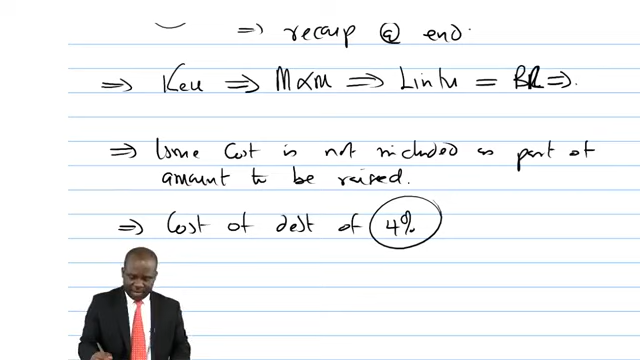 ⇒ recap @ end.
⇒ Keu ⇒ M&M ⇒ Lintu = BL ⇒.
⇒ Issue Cost is not included as part of
amount to be raised.
⇒ Cost of debt of 4%